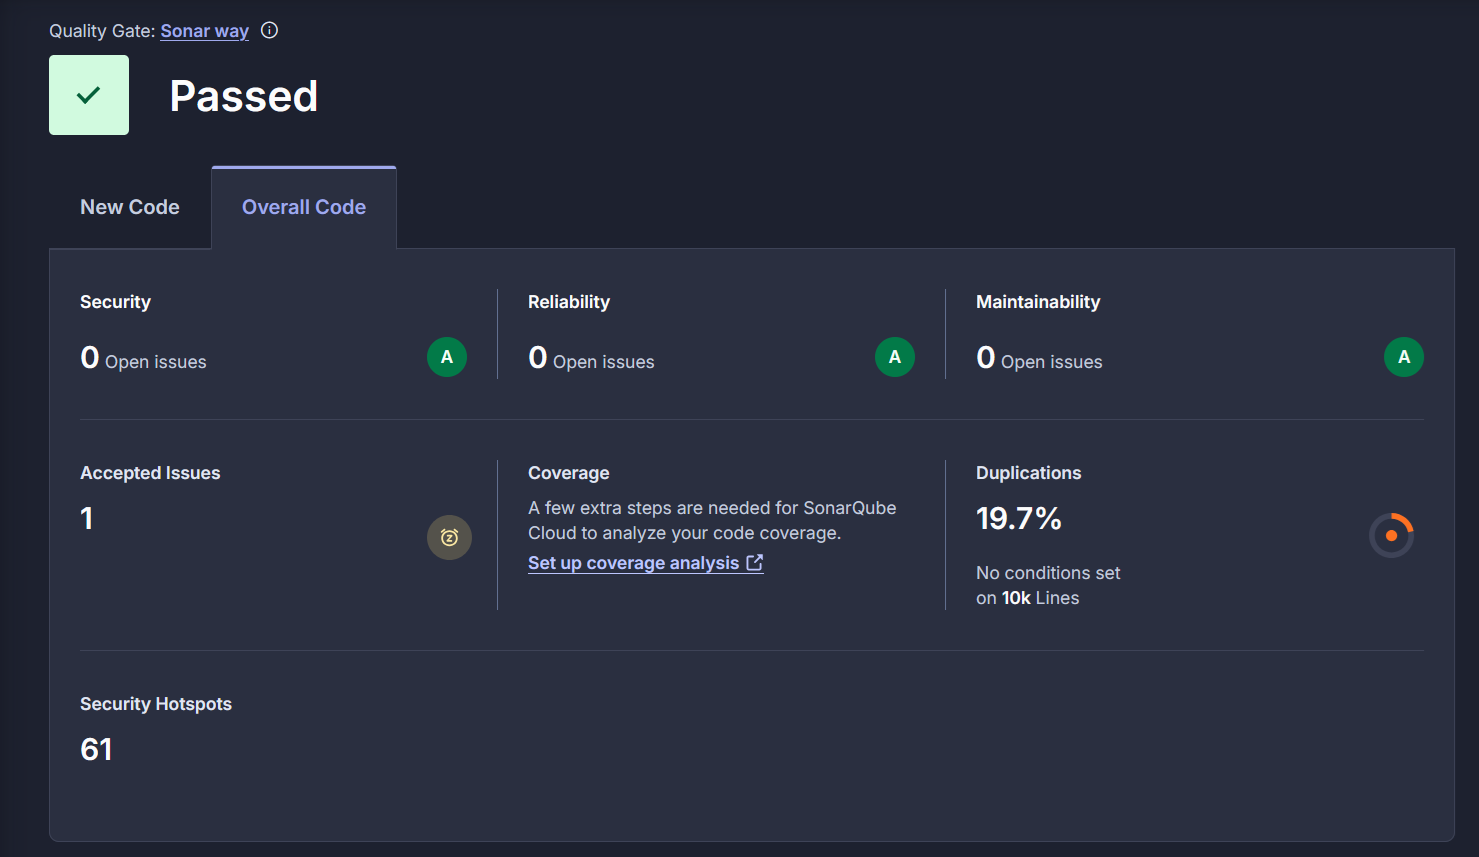 Quality Gate: Sonar way
Passed
New Code
Overall Code
Security
0 Open issues
A
Reliability
0 Open issues
A
Maintainability
0 Open issues
A
Accepted Issues
1
Coverage
A few extra steps are needed for SonarQube
Cloud to analyze your code coverage.
Set up coverage analysis
Duplications
19.7%
No conditions set
on 10k Lines
Security Hotspots
61